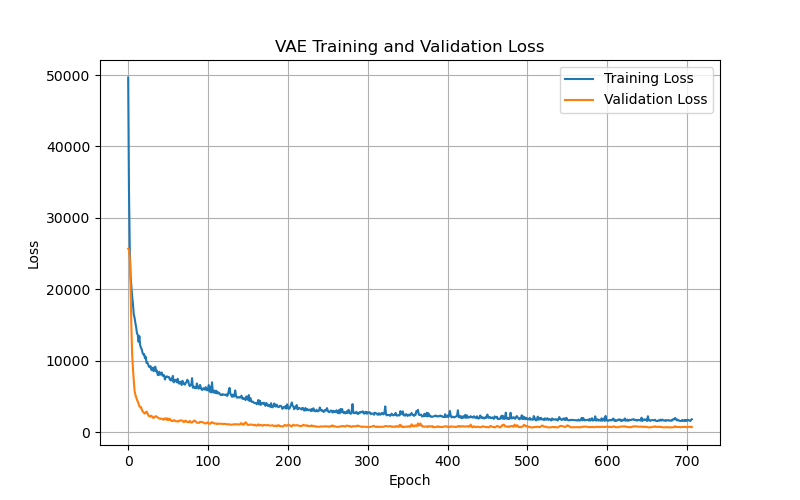 VAE Training and Validation Loss
Training Loss
Validation Loss
Loss
50000
40000
30000
20000
10000
0
0 100 200 300 400 500 600 700
Epoch